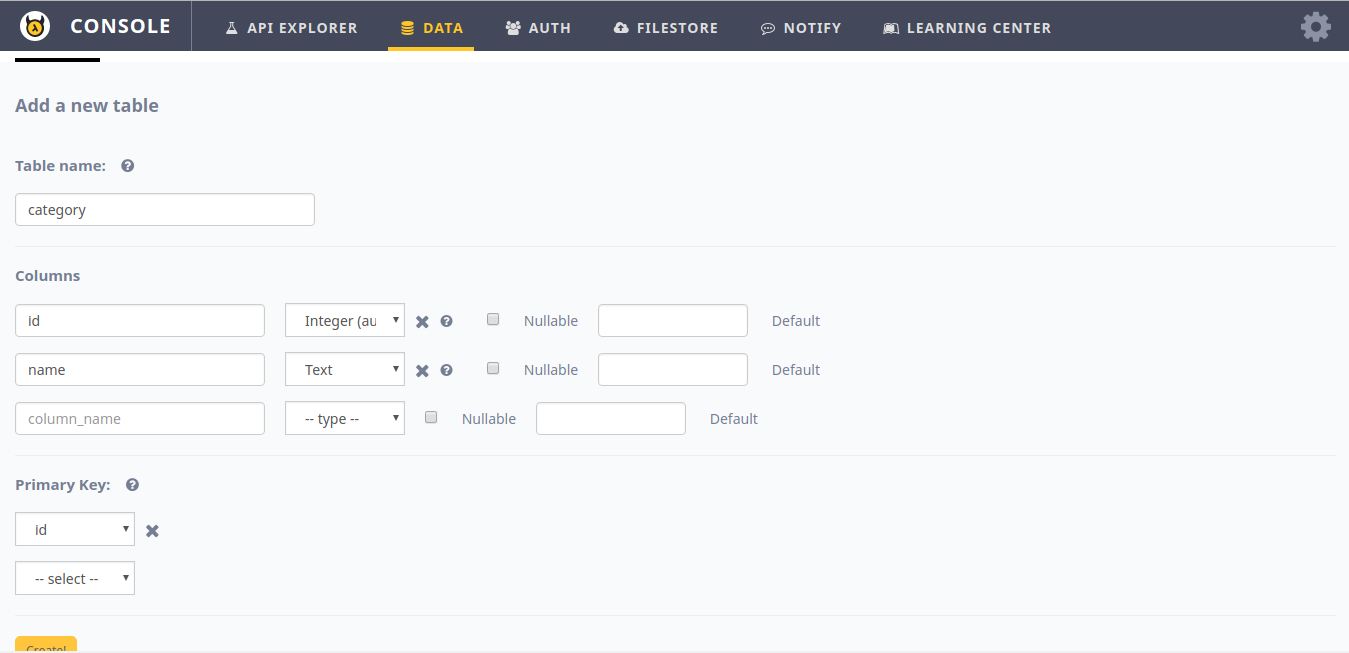 CONSOLE API EXPLORER DATA AUTH FILESTORE NOTIFY LEARNING CENTER
Add a new table
Table name:
category
Columns
id Integer (au Nullable Default
name Text Nullable Default
column_name -- type -- Nullable Default
Primary Key:
id
-- select --
Create!